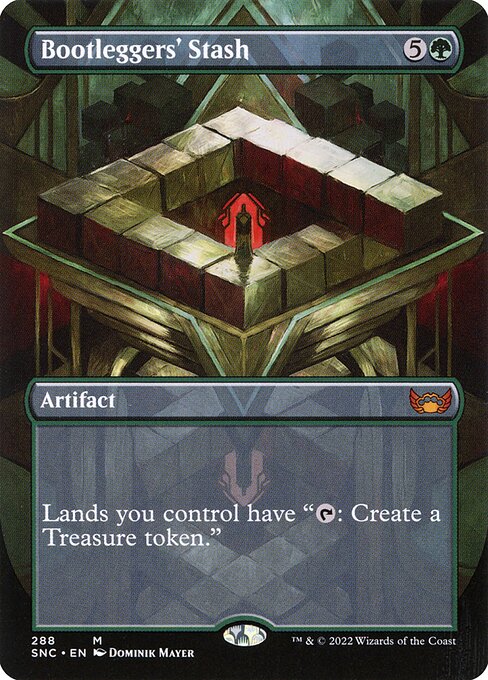 Bootleggers' Stash 5
Artifact
Lands you control have “: Create a
Treasure token.”
288 M
SNC • EN Dominik Mayer
™ & © 2022 Wizards of the Coast